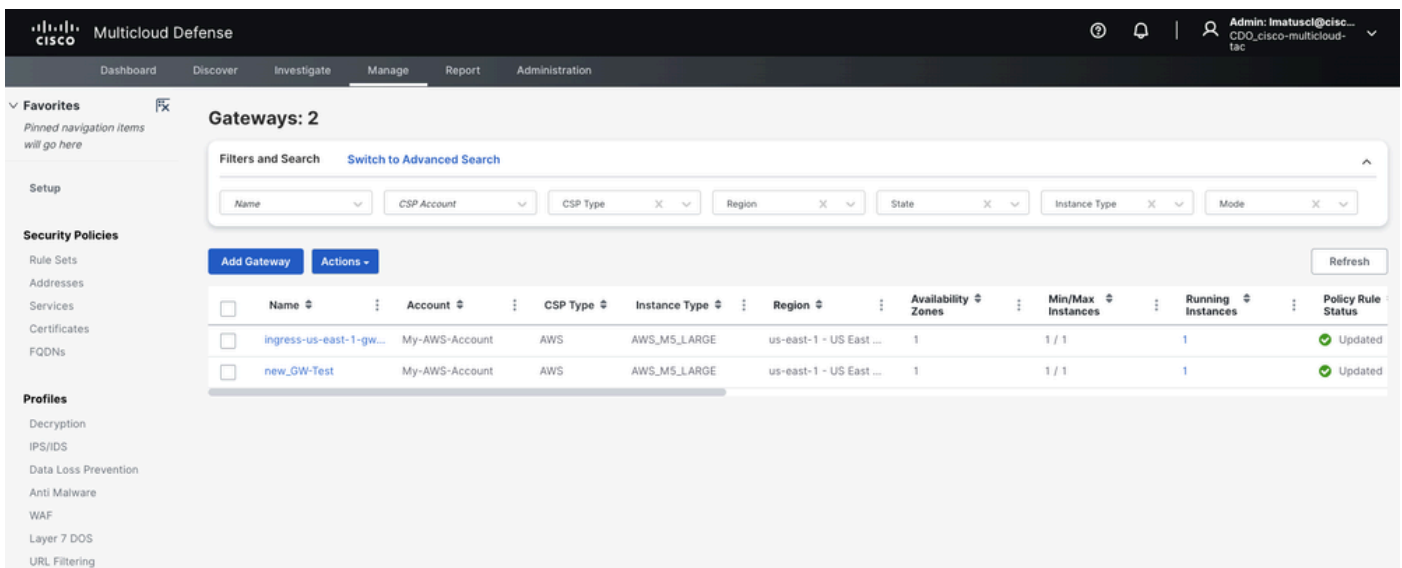 CISCO
Multicloud Defense
Admin: lmatuscl@cisc...
CDO_cisco-multicloud-
tac
Dashboard Discover Investigate Manage Report Administration
Favorites
Pinned navigation items
will go here
Setup
Security Policies
Rule Sets
Addresses
Services
Certificates
FQDNs
Profiles
Decryption
IPS/IDS
Data Loss Prevention
Anti Malware
WAF
Layer 7 DOS
URL Filtering
Gateways: 2
Filters and Search Switch to Advanced Search
Name CSP Account CSP Type Region State Instance Type Mode
Add Gateway Actions Refresh
Name Account CSP Type Instance Type Region Availability Zones Min/Max Instances Running Instances Policy Rule Status
ingress-us-east-1-gw... My-AWS-Account AWS AWS_M5_LARGE us-east-1 - US East ... 1 1 / 1 1 Updated
new_GW-Test My-AWS-Account AWS AWS_M5_LARGE us-east-1 - US East ... 1 1 / 1 1 Updated